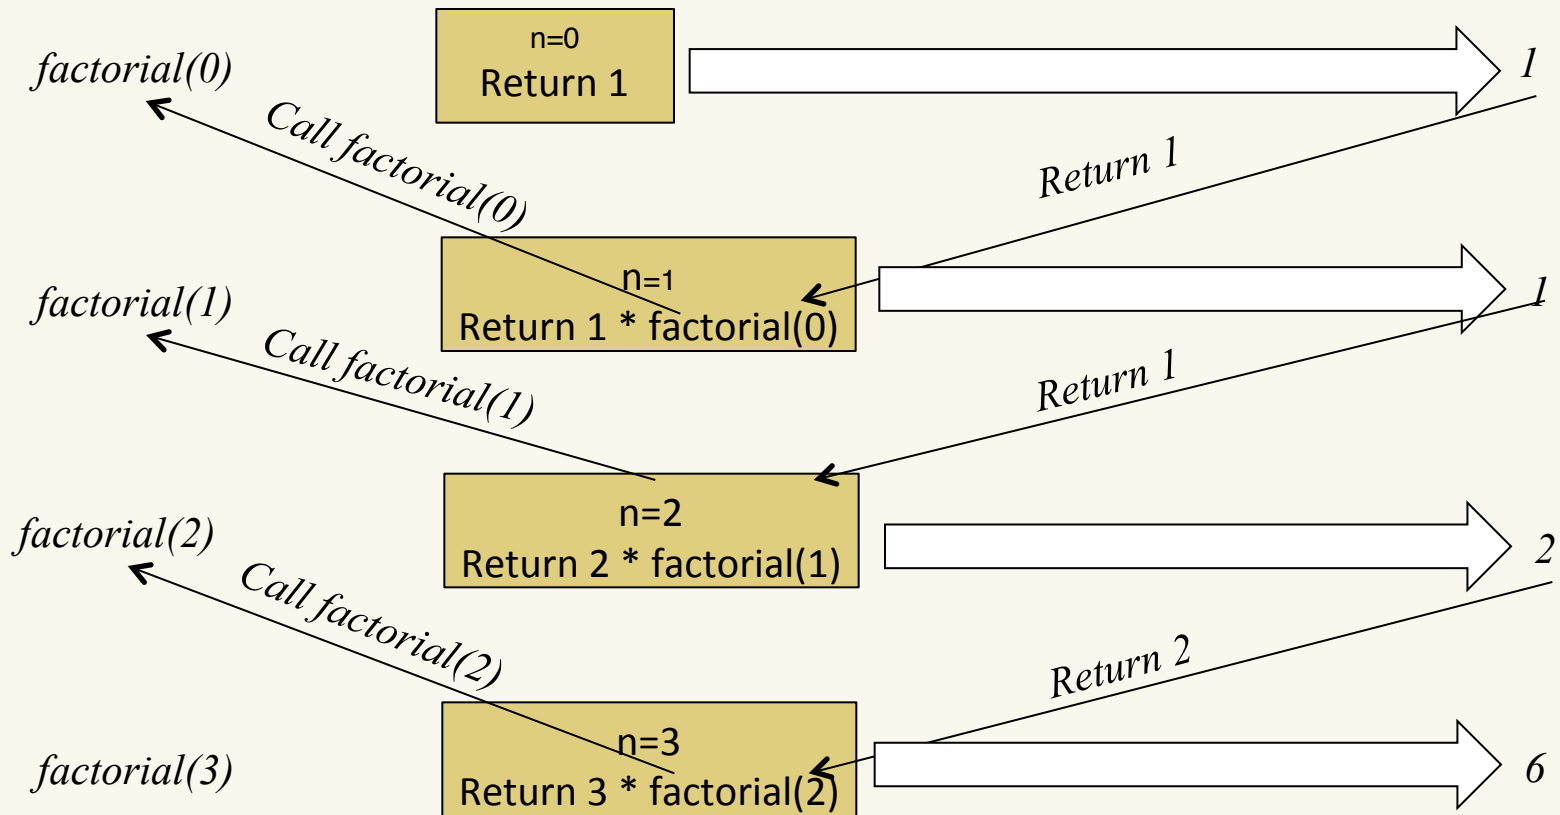 n=0
factorial(0)
Return 1
1
Call factorial(0)
Return 1
n=1
factorial(1)
Return 1 * factorial(0)
1
Call factorial(1)
Return 1
n=2
factorial(2)
Return 2 * factorial(1)
2
Call factorial(2)
Return 2
n=3
factorial(3)
Return 3 * factorial(2)
6